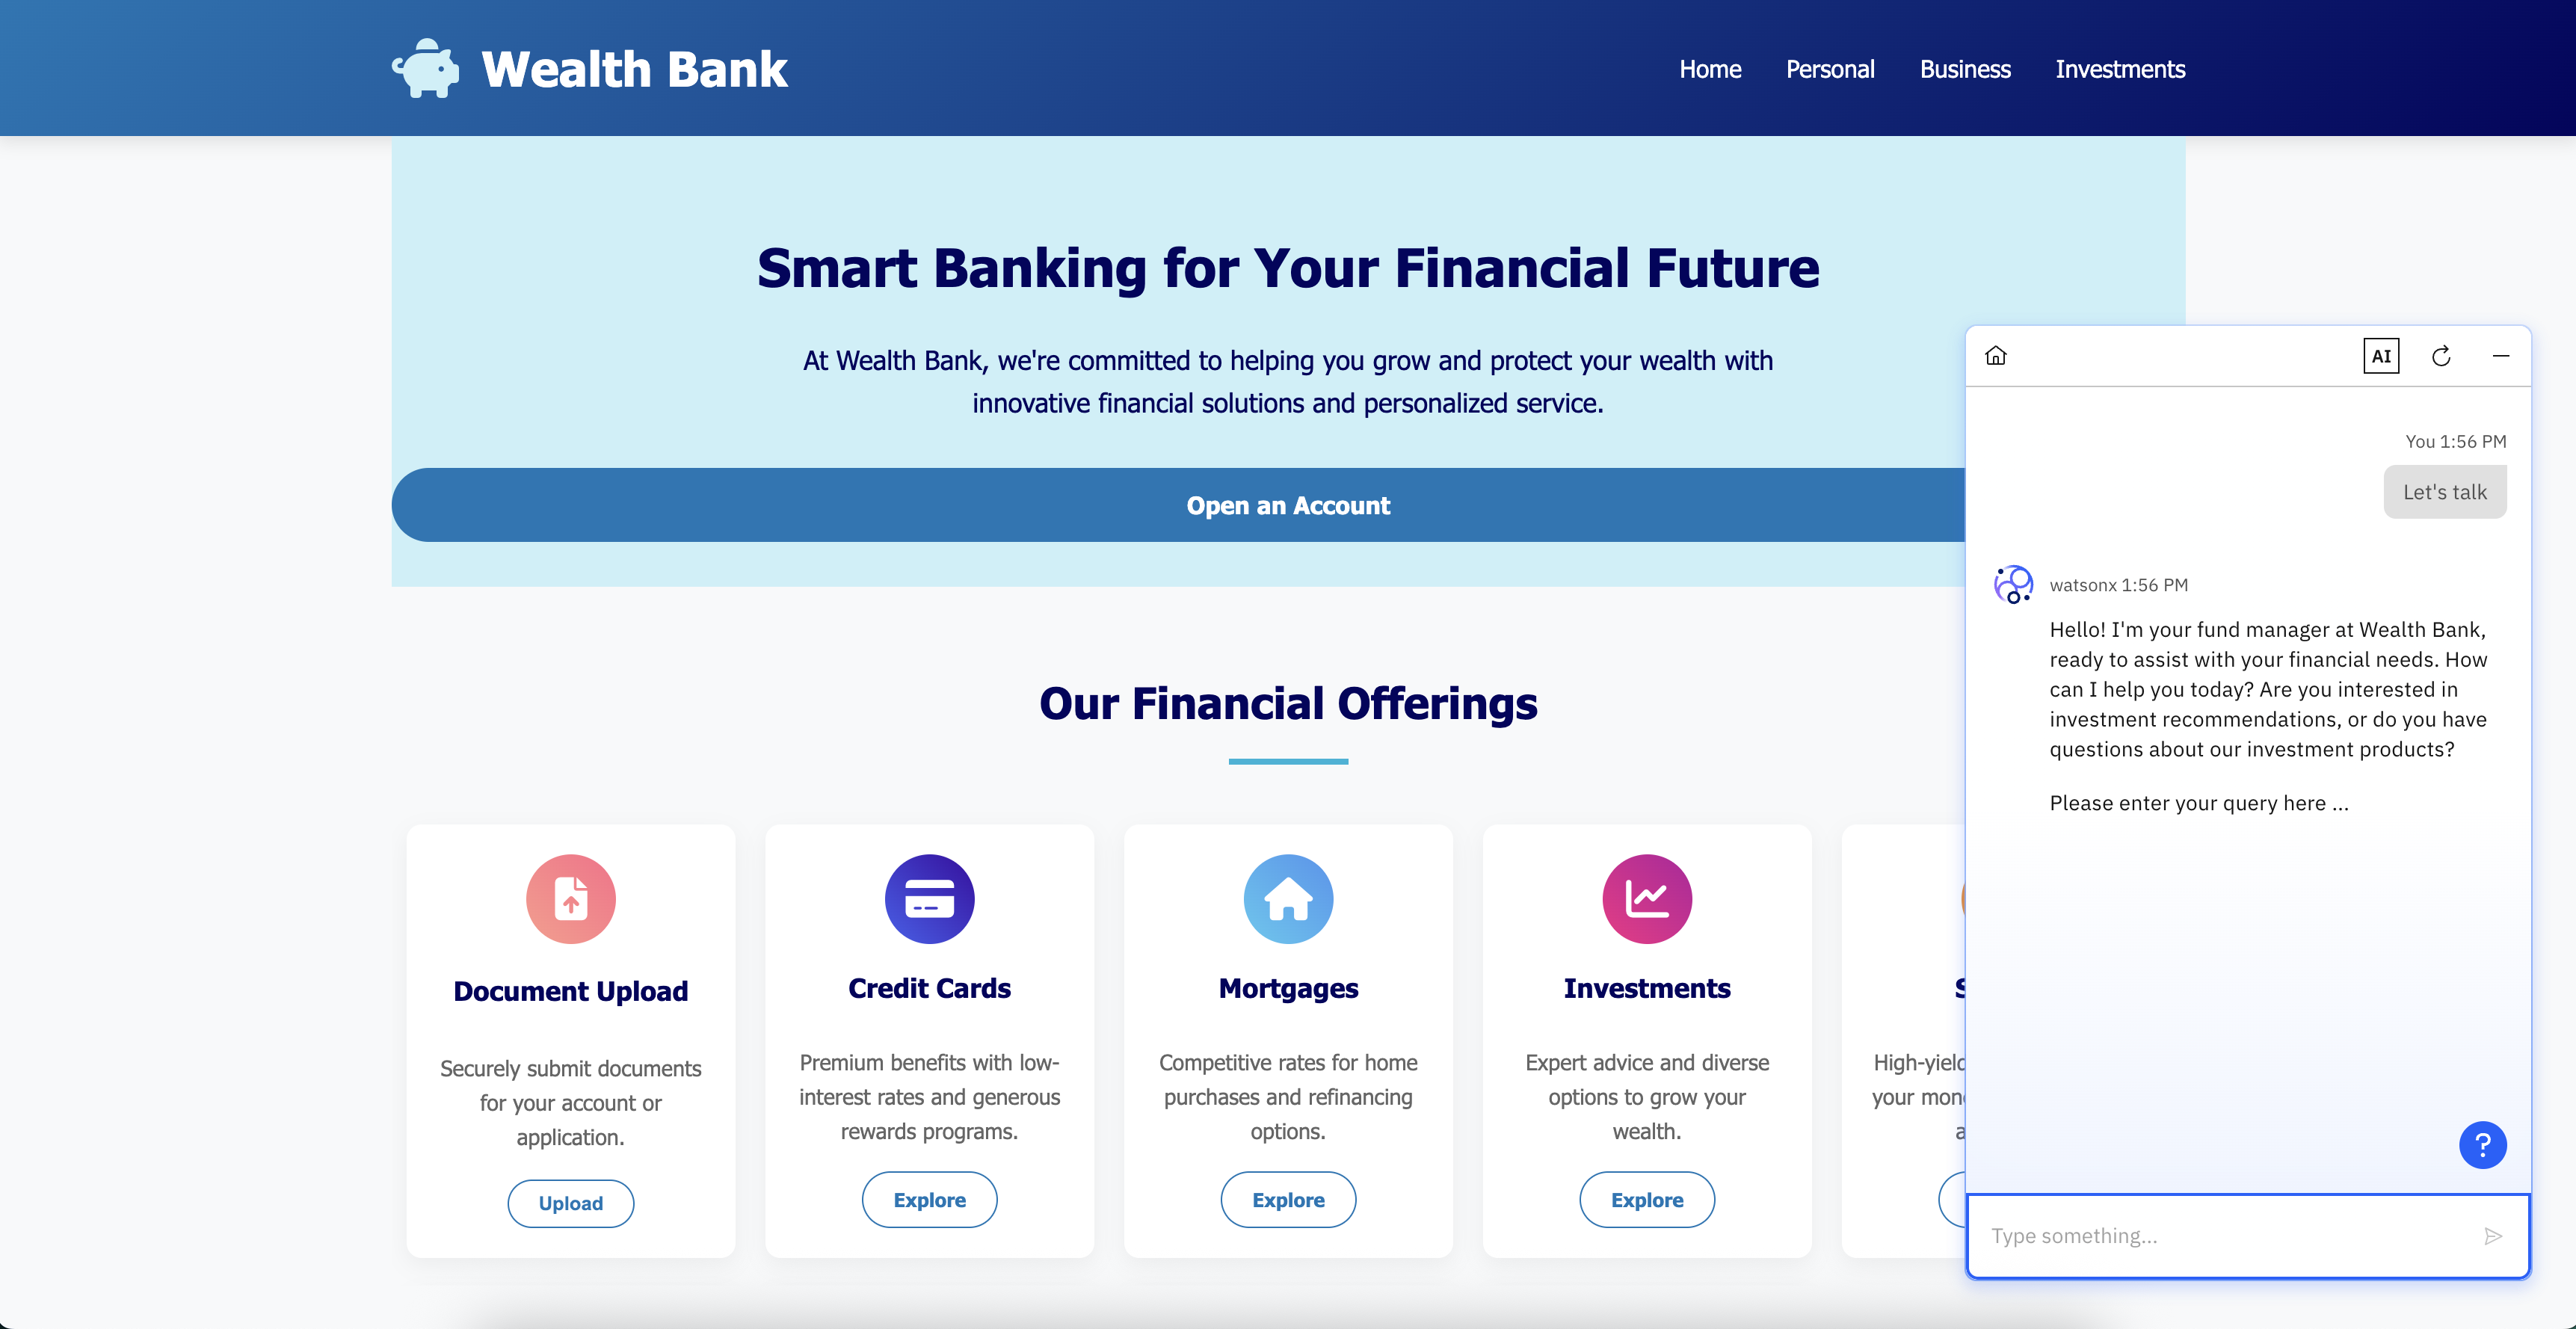 Wealth Bank
Home
Personal
Business
Investments
Smart Banking for Your Financial Future
At Wealth Bank, we're committed to helping you grow and protect your wealth with
innovative financial solutions and personalized service.
Open an Account
Our Financial Offerings
Document Upload
Securely submit documents
for your account or
application.
Upload
Credit Cards
Premium benefits with low-
interest rates and generous
rewards programs.
Explore
Mortgages
Competitive rates for home
purchases and refinancing
options.
Explore
Investments
Expert advice and diverse
options to grow your
wealth.
Explore
High-yield
your
AI
You 1:56 PM
Let's talk
watsonx 1:56 PM
Hello! I'm your fund manager at Wealth Bank,
ready to assist with your financial needs. How
can I help you today? Are you interested in
investment recommendations, or do you have
questions about our investment products?
Please enter your query here ...
?
Type something...